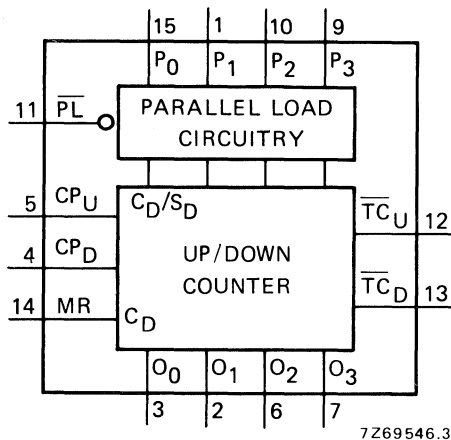 15 1 10 9
P0 P1 P2 P3
11 PL PARALLEL LOAD
CIRCUITRY
5 CPU CD/SD TCU 12
4 CPD UP/DOWN
COUNTER TCD 13
14 MR CD
O0 O1 O2 O3
3 2 6 7
7Z69546.3